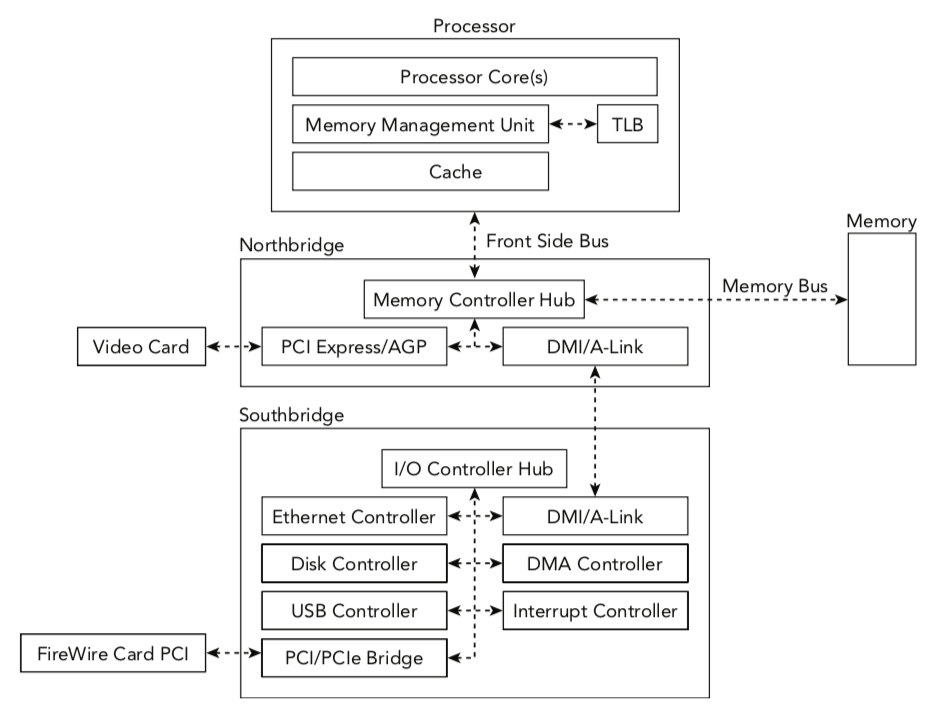 Processor
Processor Core(s)
Memory Management Unit
TLB
Cache
Front Side Bus
Memory
Northbridge
Memory Controller Hub
Memory Bus
Video Card
PCI Express/AGP
DMI/A-Link
Southbridge
I/O Controller Hub
Ethernet Controller
DMI/A-Link
Disk Controller
DMA Controller
USB Controller
Interrupt Controller
FireWire Card PCI
PCI/PCIe Bridge